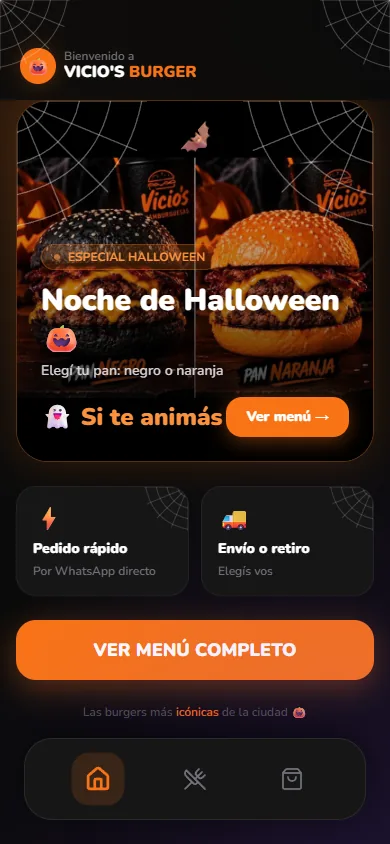 Bienvenido a
VICIO'S BURGER
Vicio's
HAMBURGUESAS
Vicio's
HAMBURGUESAS
ESPECIAL HALLOWEEN
Noche de Halloween
🎃
Elegí tu pan: negro o naranja
PAN NEGRO
PAN NARANJA
👻 Si te animás
Ver menú →
Pedido rápido
Por WhatsApp directo
Envío o retiro
Elegís vos
VER MENÚ COMPLETO
Las burgers más icónicas de la ciudad 🎃